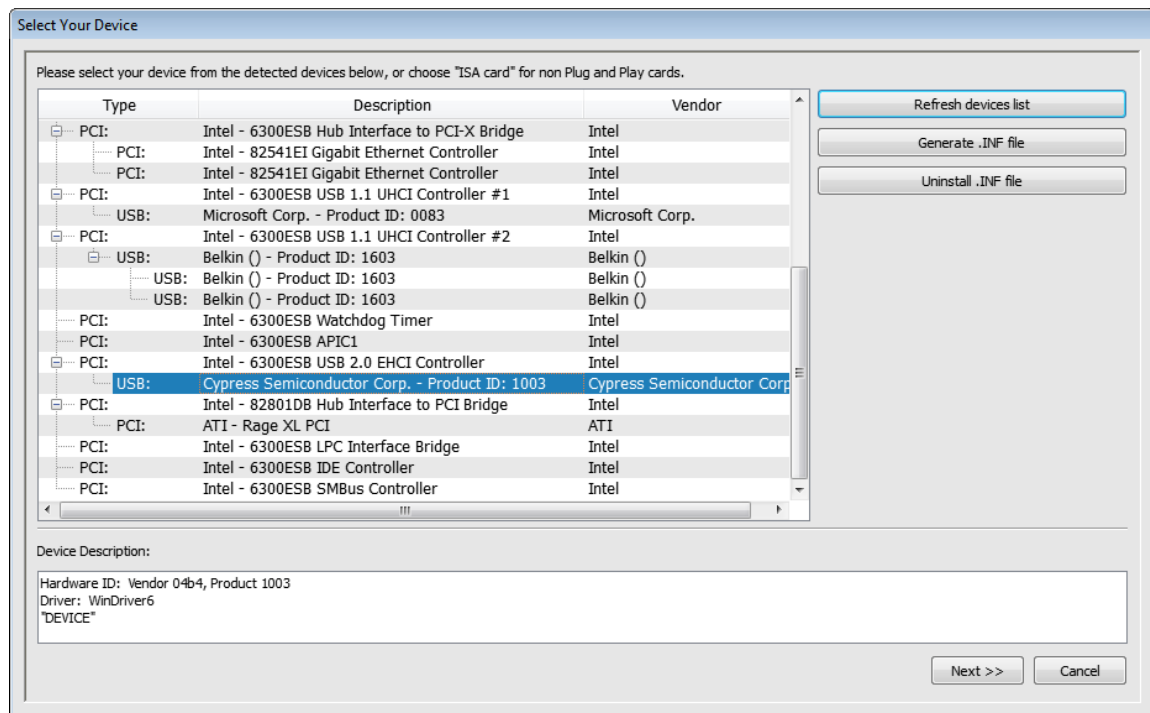 Select Your Device
Please select your device from the detected devices below, or choose "ISA card" for non Plug and Play cards.
Type Description Vendor
PCI: Intel - 6300ESB Hub Interface to PCI-X Bridge Intel
PCI: Intel - 82541EI Gigabit Ethernet Controller Intel
PCI: Intel - 82541EI Gigabit Ethernet Controller Intel
PCI: Intel - 6300ESB USB 1.1 UHCI Controller #1 Intel
USB: Microsoft Corp. - Product ID: 0083 Microsoft Corp.
PCI: Intel - 6300ESB USB 1.1 UHCI Controller #2 Intel
USB: Belkin () - Product ID: 1603 Belkin ()
USB: Belkin () - Product ID: 1603 Belkin ()
USB: Belkin () - Product ID: 1603 Belkin ()
PCI: Intel - 6300ESB Watchdog Timer Intel
PCI: Intel - 6300ESB APIC1 Intel
PCI: Intel - 6300ESB USB 2.0 EHCI Controller Intel
USB: Cypress Semiconductor Corp. - Product ID: 1003 Cypress Semiconductor Corp
PCI: Intel - 82801DB Hub Interface to PCI Bridge Intel
PCI: ATI - Rage XL PCI ATI
PCI: Intel - 6300ESB LPC Interface Bridge Intel
PCI: Intel - 6300ESB IDE Controller Intel
PCI: Intel - 6300ESB SMBus Controller Intel
Refresh devices list
Generate .INF file
Uninstall .INF file
Device Description:
Hardware ID: Vendor 04b4, Product 1003
Driver: WinDriver6
"DEVICE"
Next >> Cancel